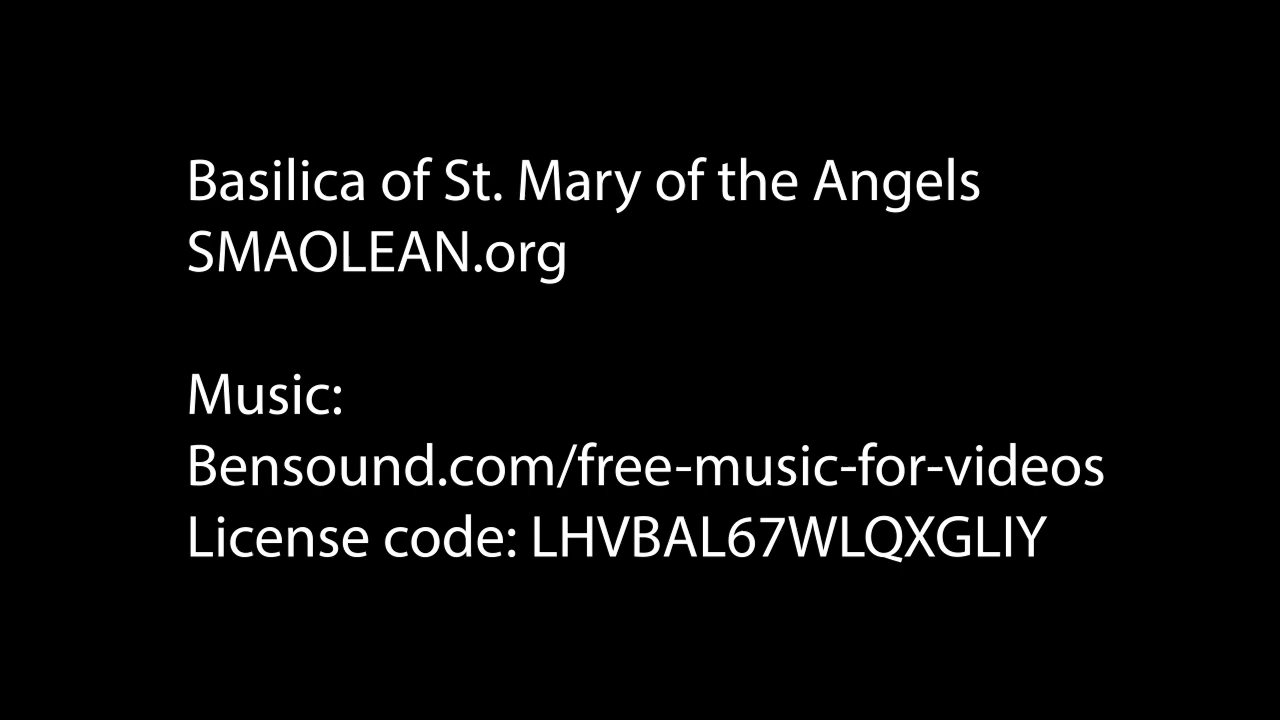 Basilica of St. Mary of the Angels
SMAOLEAN.org
Music:
Bensound.com/free-music-for-videos
License code: LHVBAL67WLQXGLIY